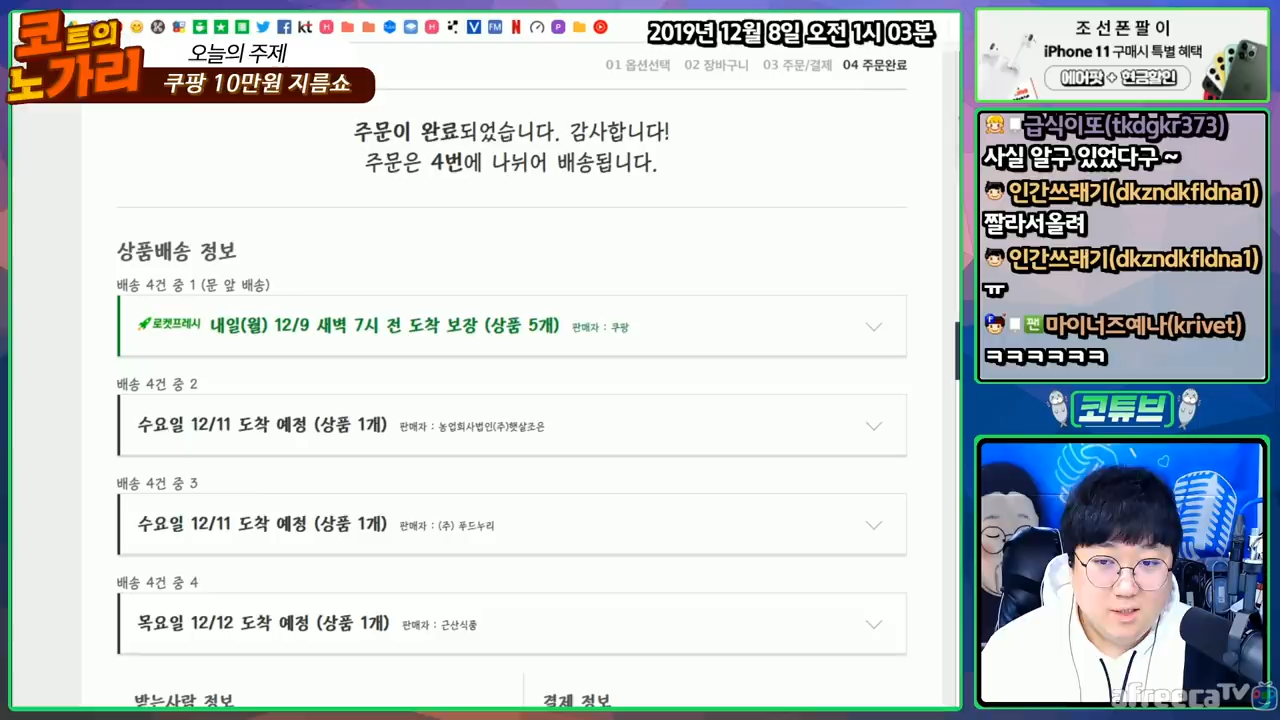 코트의
노가리
오늘의 주제
쿠팡 10만원 지름쇼
kt
2019년 12월 8일 오전 1시 03분
01 옵션선택 02 장바구니 03 주문/결제 04 주문완료
주문이 완료되었습니다. 감사합니다!
주문은 4번에 나뉘어 배송됩니다.
상품배송 정보
배송 4건 중 1 (문 앞 배송)
로켓프레시 내일(월) 12/9 새벽 7시 전 도착 보장 (상품 5개) 판매자 : 쿠팡
배송 4건 중 2
수요일 12/11 도착 예정 (상품 1개) 판매자 : 농업회사법인(주)햇살조은
배송 4건 중 3
수요일 12/11 도착 예정 (상품 1개) 판매자 : (주) 푸드누리
배송 4건 중 4
목요일 12/12 도착 예정 (상품 1개) 판매자 : 근산식품
받는사람 정보
결제 정보
조선폰팔이
iPhone 11 구매시 특별 혜택
에어팟 + 현금할인
급식이또(tkdgkr373)
사실 알구 있었다구 ~
인간쓰래기(dkzndkfldna1)
짤라서올려
인간쓰래기(dkzndkfldna1)
ㅠ
팬 마이너즈예나(krivet)
ㅋㅋㅋㅋㅋㅋ
코튜브
afreecaTV